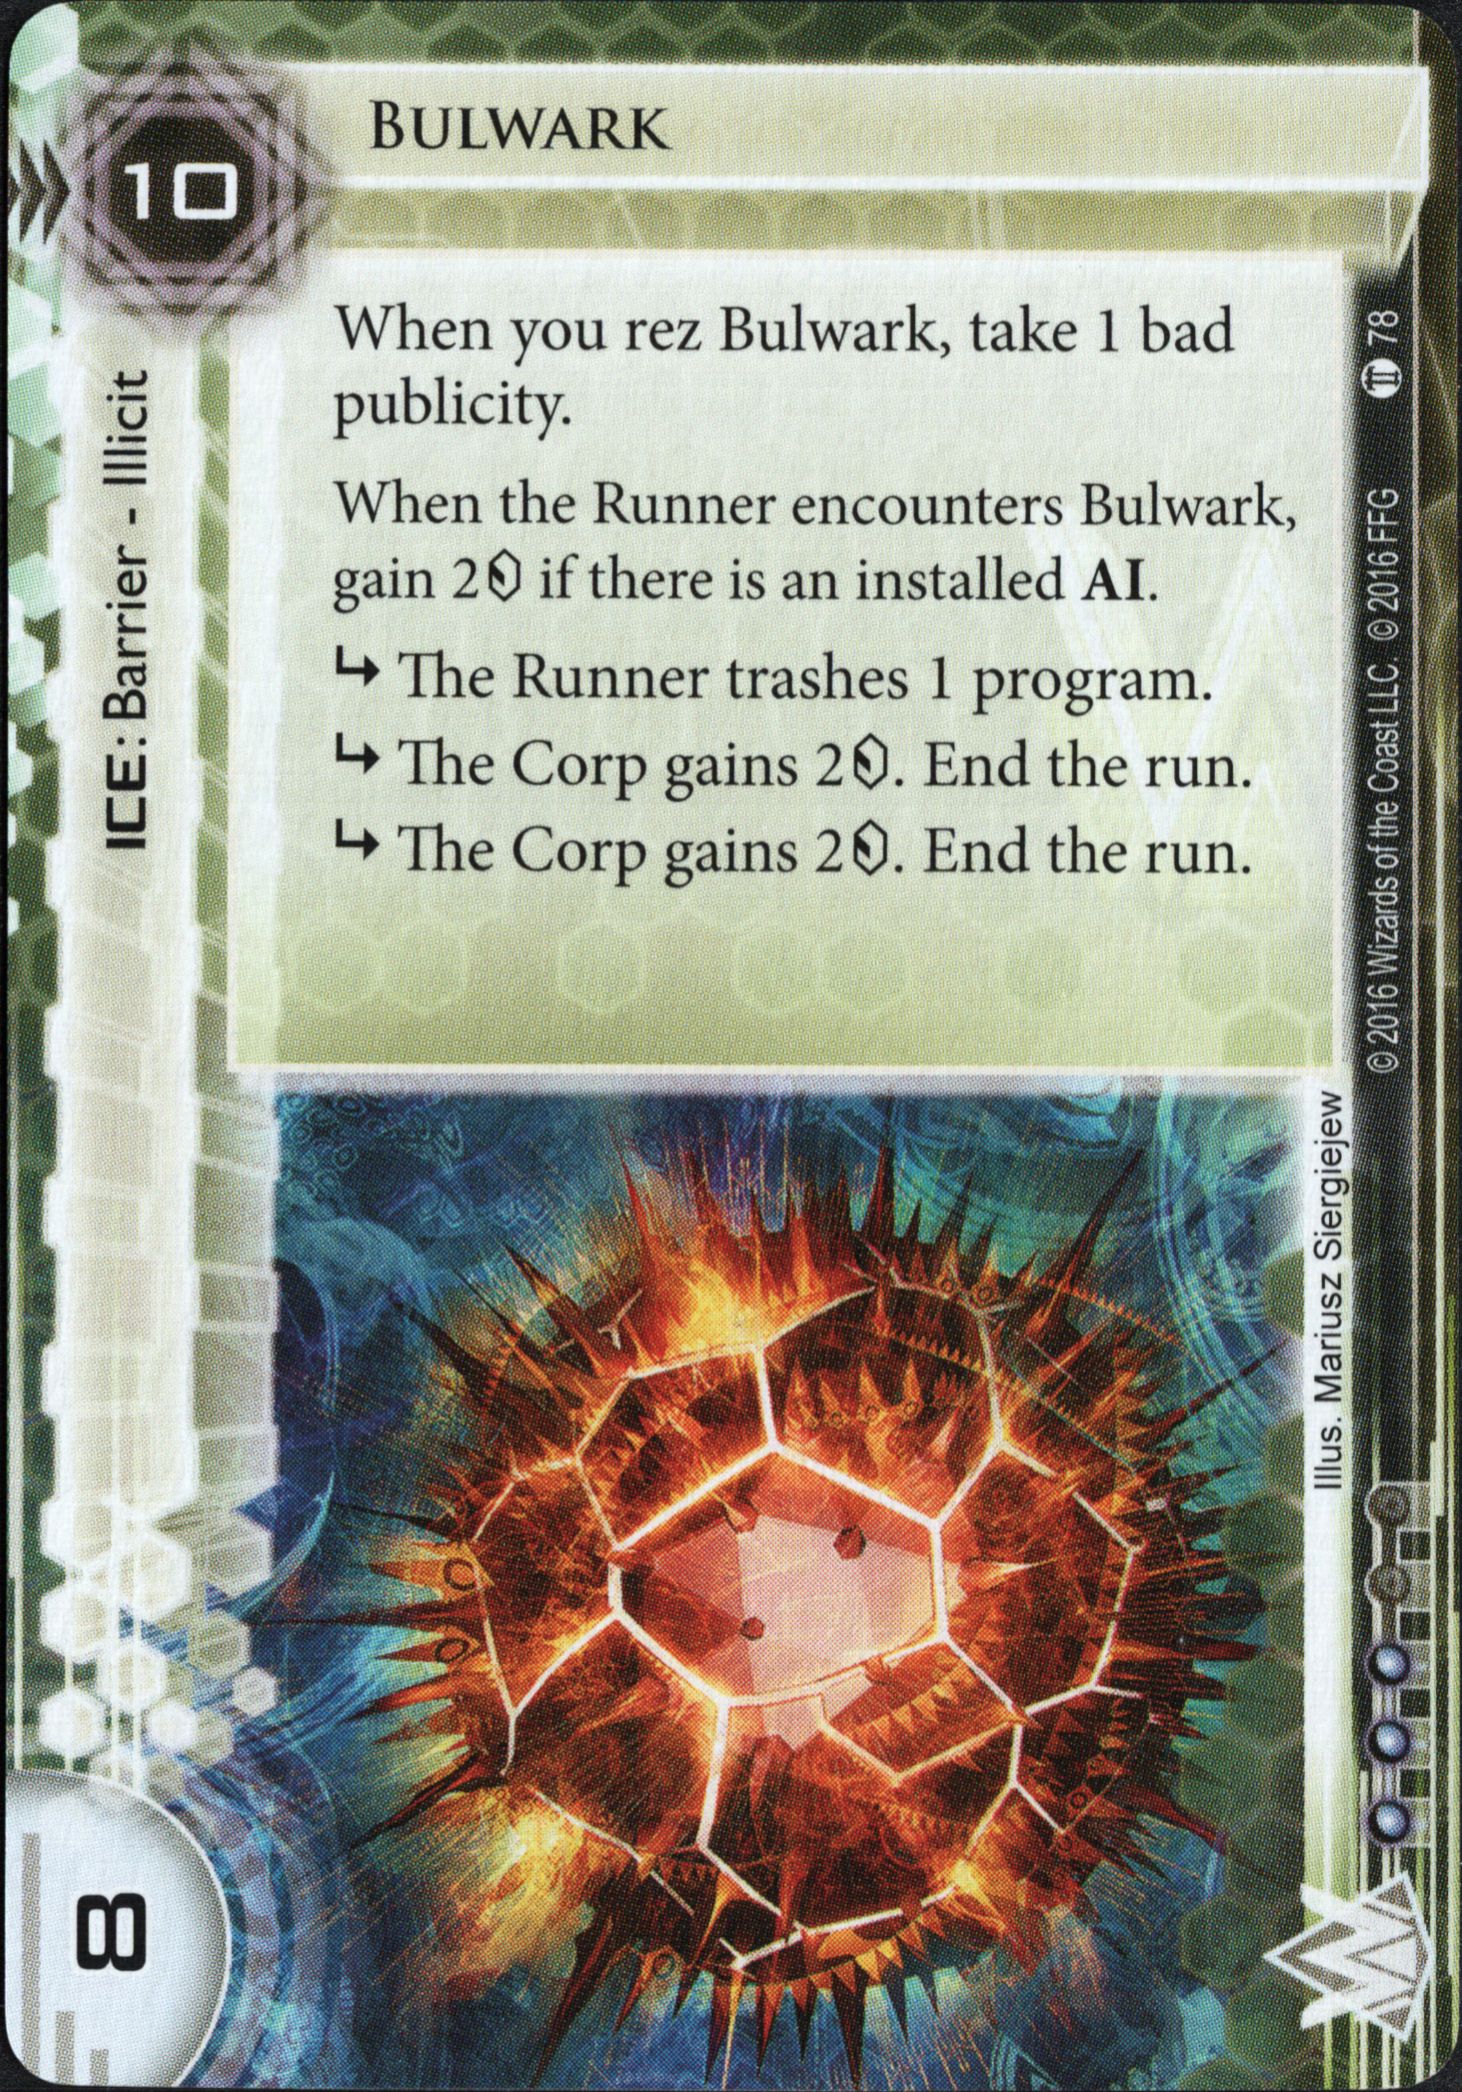 10
BULWARK
ICE: Barrier - Illicit
When you rez Bulwark, take 1 bad
publicity.
When the Runner encounters Bulwark,
gain 2 if there is an installed AI.
The Runner trashes 1 program.
The Corp gains 2. End the run.
The Corp gains 2. End the run.
78
© 2016 Wizards of the Coast LLC. © 2016 FFG
Illus. Mariusz Siergiejew
8